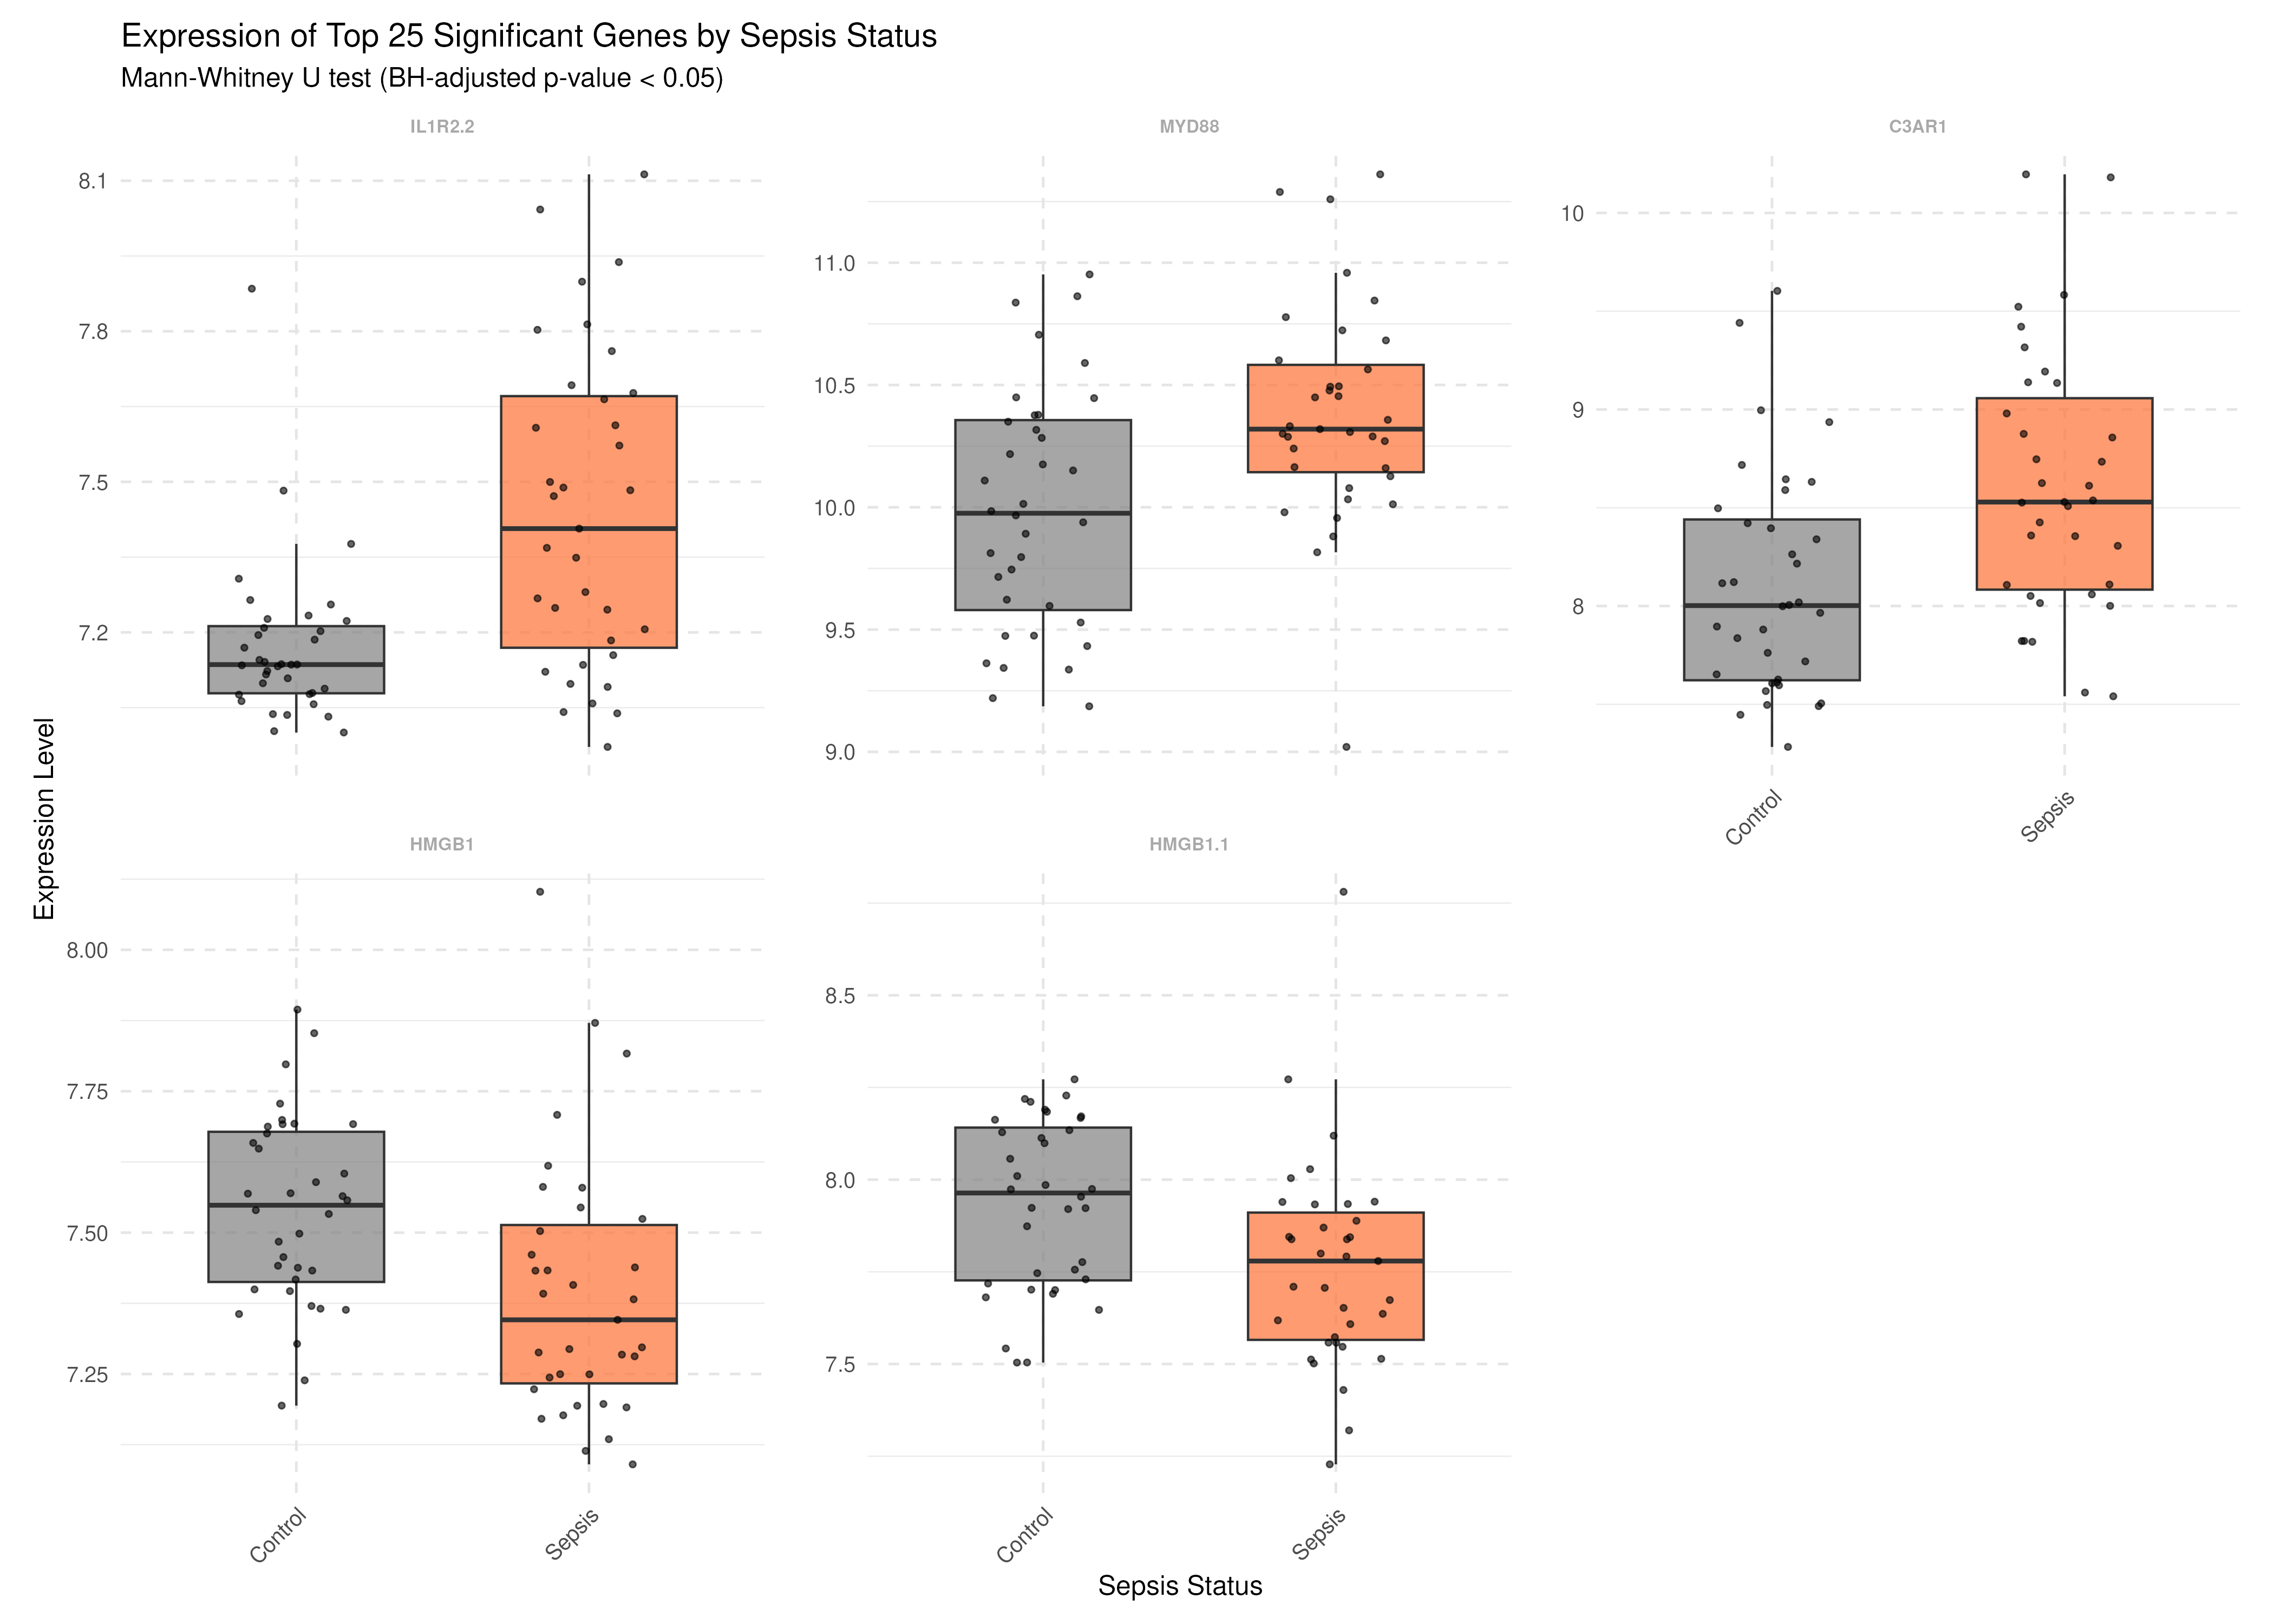 Expression of Top 25 Significant Genes by Sepsis Status
Mann-Whitney U test (BH-adjusted p-value < 0.05)
IL1R2.2
MYD88
C3AR1
8.1
7.8
7.5
7.2
11.0
10.5
10.0
9.5
9.0
10
9
8
Control
Sepsis
Expression Level
HMGB1
HMGB1.1
8.00
7.75
7.50
7.25
8.5
8.0
7.5
Control
Sepsis
Control
Sepsis
Sepsis Status